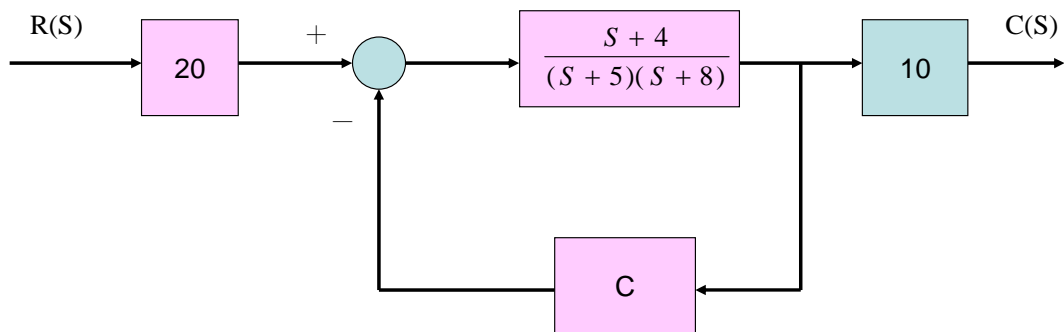 R(S)
20
+
−
S + 4
(S + 5)(S + 8)
10
C(S)
C